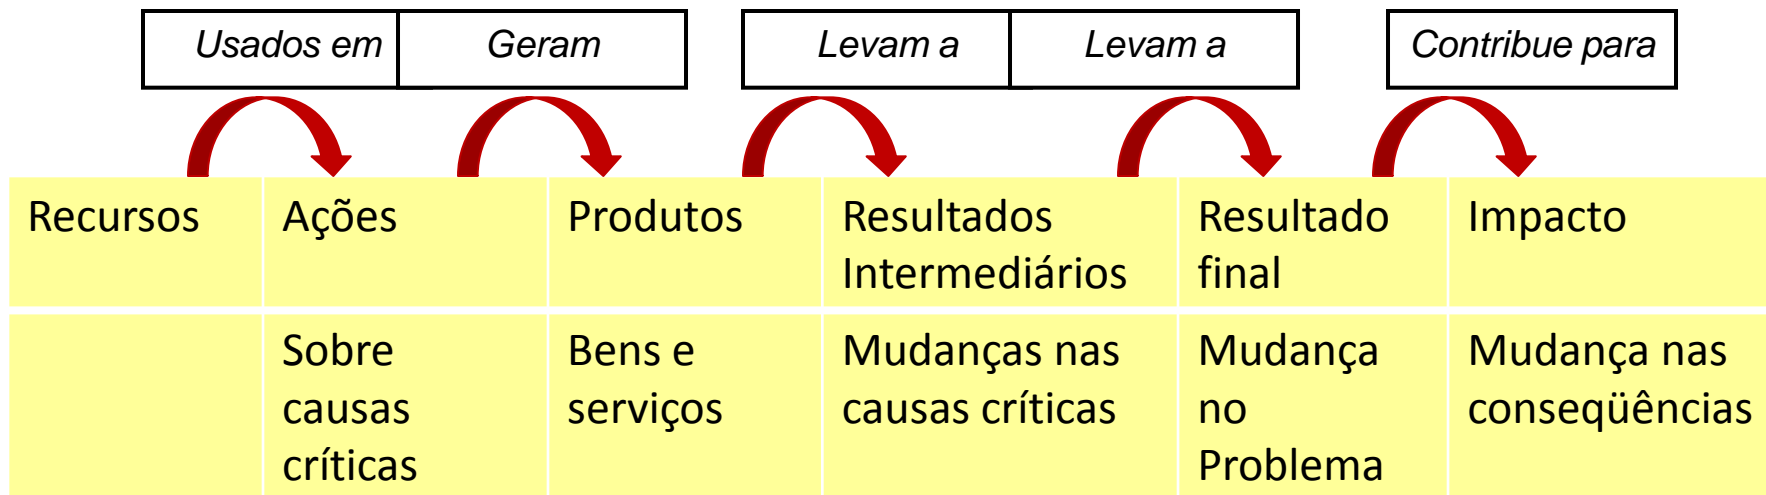 Usados em
Geram
Levam a
Levam a
Contribue para
Recursos
Ações
Produtos
Resultados
Intermediários
Resultado
final
Impacto
Sobre
causas
críticas
Bens e
serviços
Mudanças nas
causas críticas
Mudança
no
Problema
Mudança nas
conseqüências